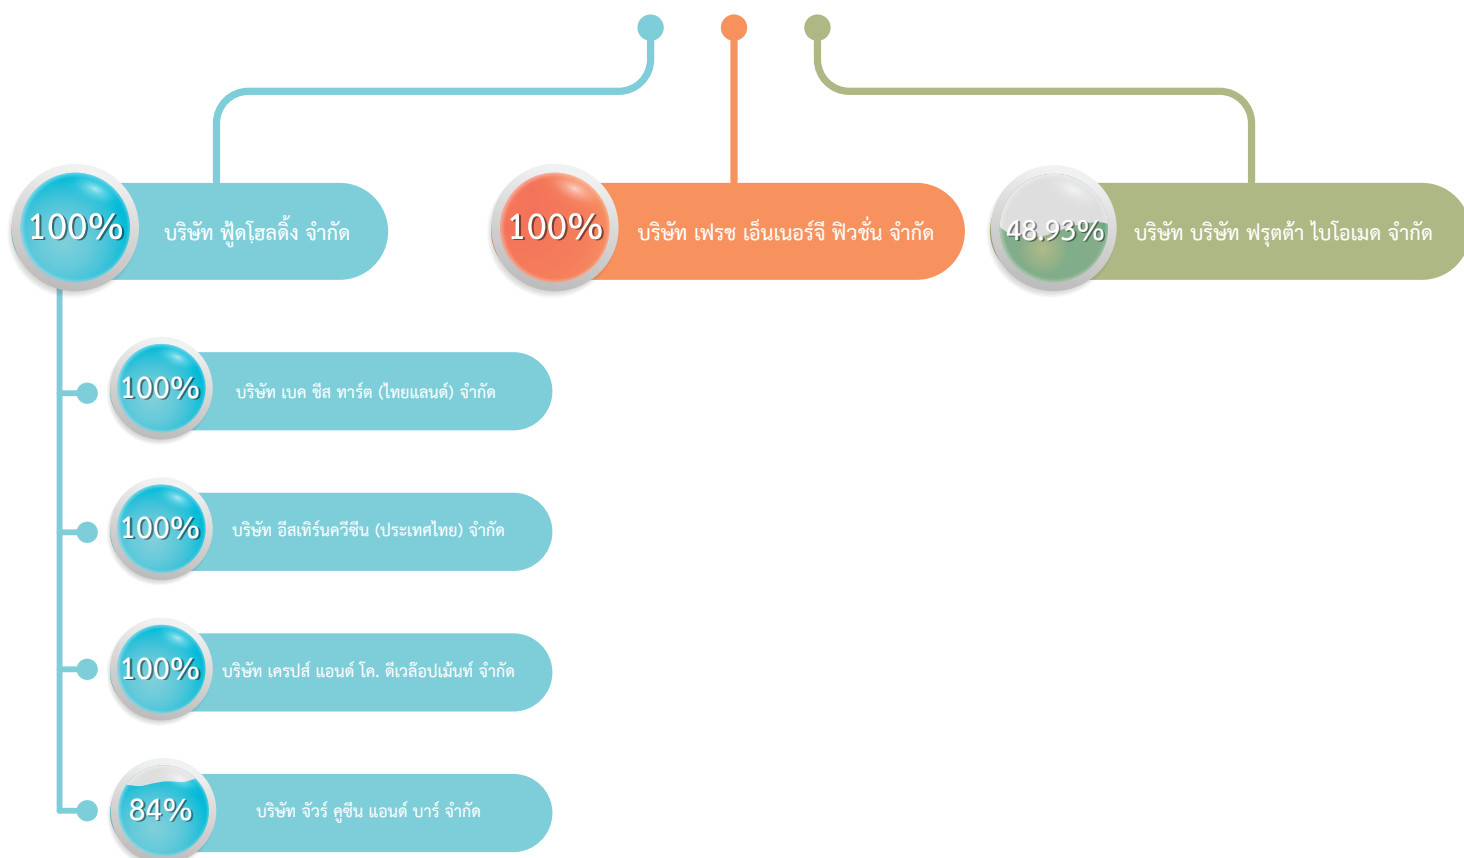 100%
บริษัท ฟู้ดโฮลดิ้ง จำกัด
100%
บริษัท เฟรช เอ็นเนอร์จี ฟิวชั่น จำกัด
48.93%
บริษัท บริษัท ฟรุตต้า ไบโอเมด จำกัด
100%
บริษัท เบค ชีส ทาร์ต (ไทยแลนด์) จำกัด
100%
บริษัท อีสเทิร์นควีซีน (ประเทศไทย) จำกัด
100%
บริษัท เครปส์ แอนด์ โค. ดีเวล๊อปเม้นท์ จำกัด
84%
บริษัท จัวร์ คูซีน แอนด์ บาร์ จำกัด